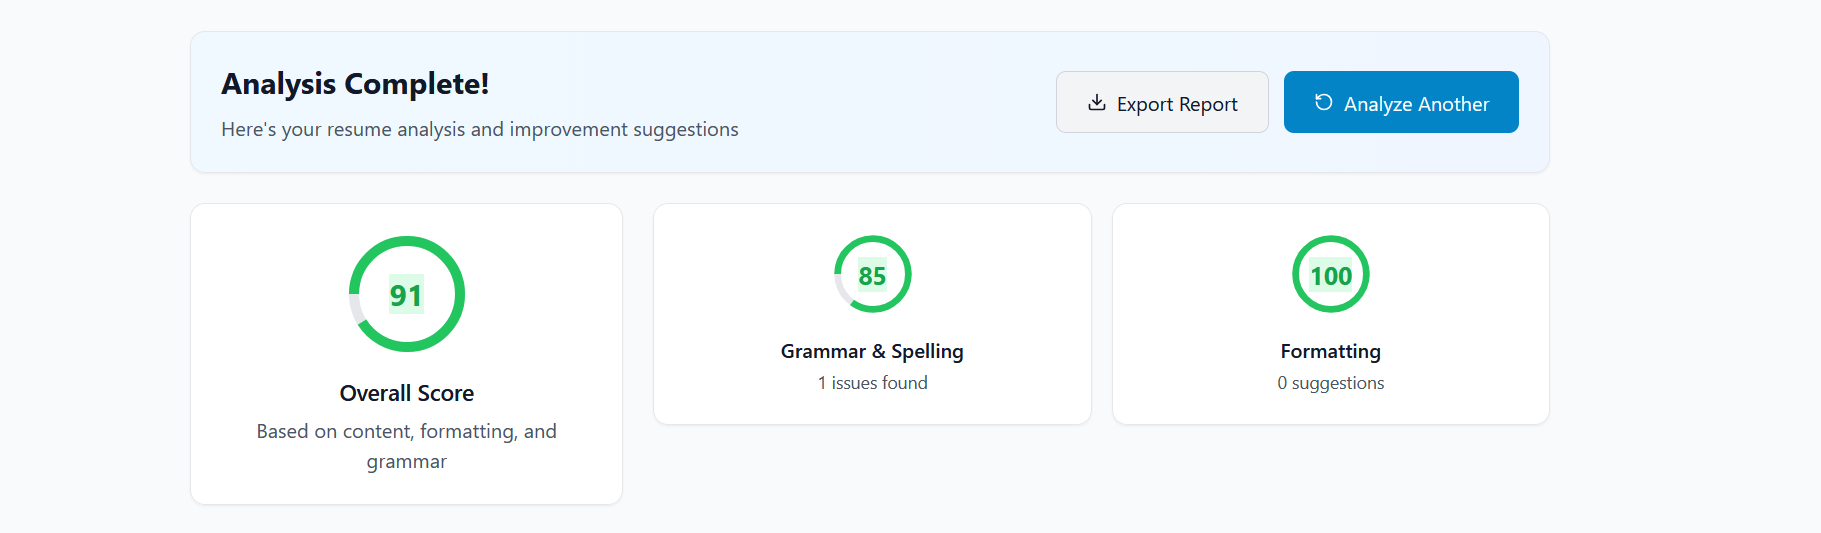 Analysis Complete!
Here's your resume analysis and improvement suggestions
Export Report
Analyze Another
91
Overall Score
Based on content, formatting, and
grammar
85
Grammar & Spelling
1 issues found
100
Formatting
0 suggestions